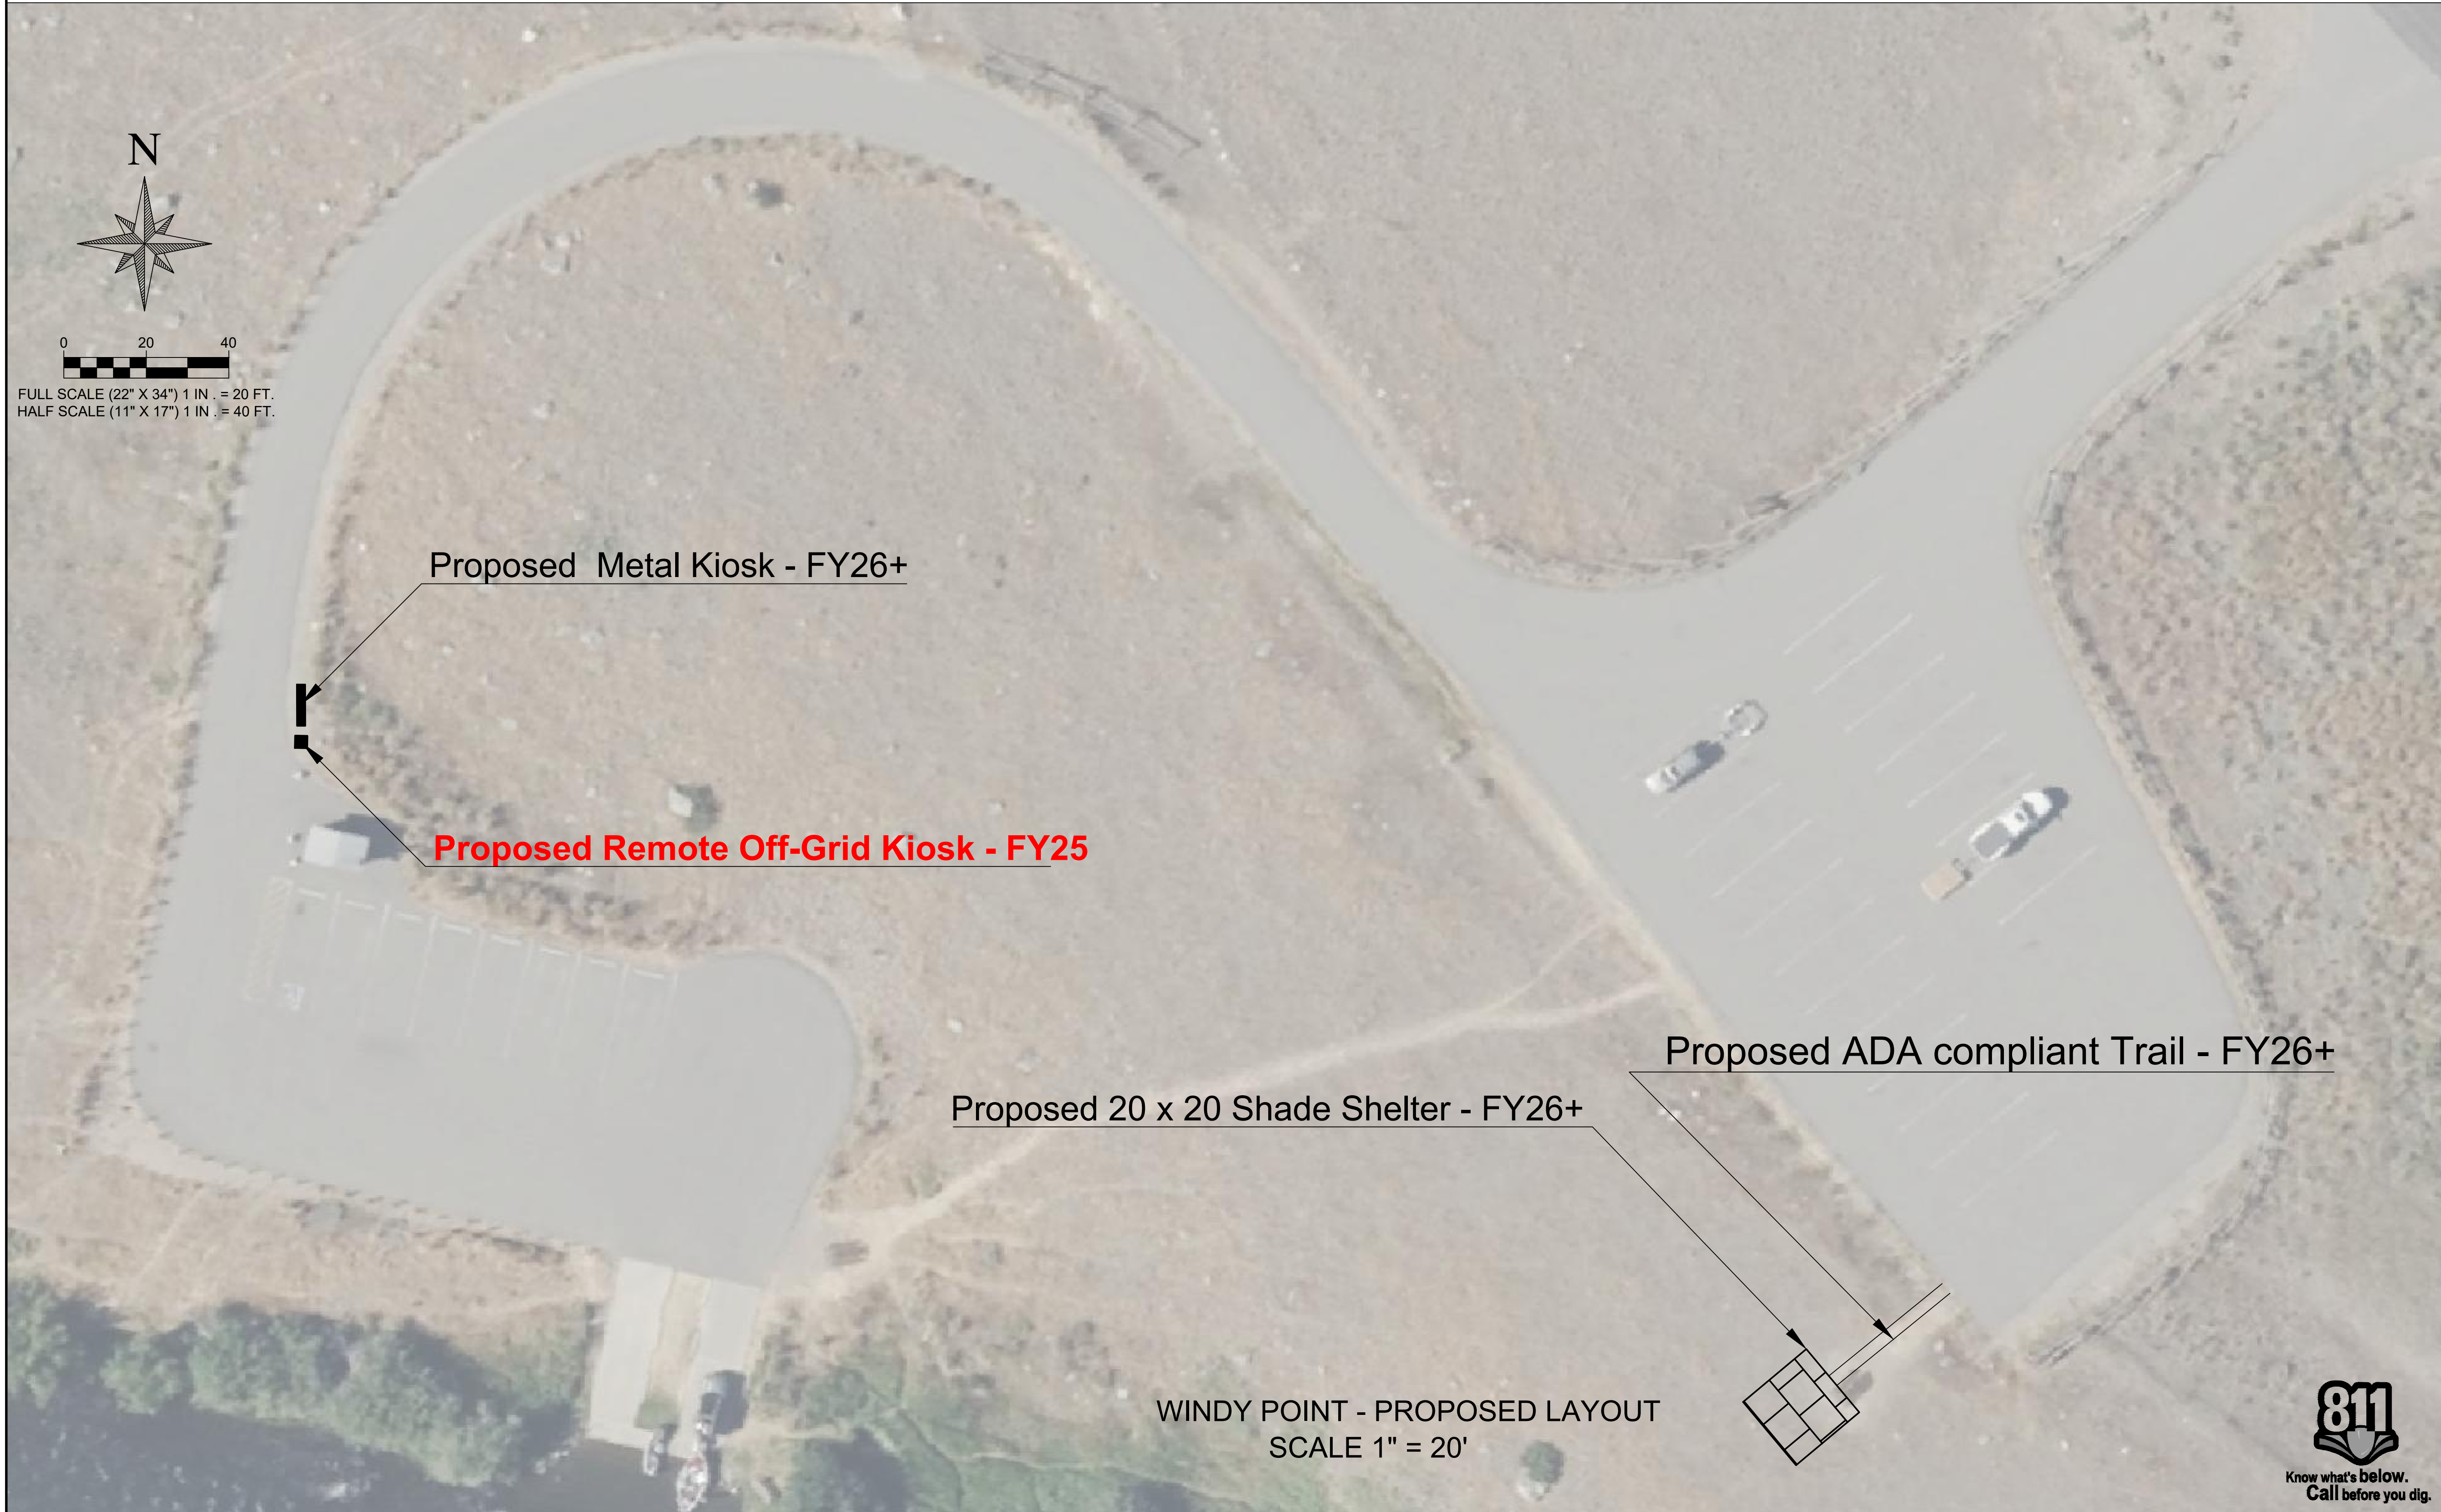 N
0 20 40
FULL SCALE (22" X 34") 1 IN . = 20 FT.
HALF SCALE (11" X 17") 1 IN . = 40 FT.
Proposed  Metal Kiosk - FY26+
Proposed Remote Off-Grid Kiosk - FY25
Proposed ADA compliant Trail - FY26+
Proposed 20 x 20 Shade Shelter - FY26+
WINDY POINT - PROPOSED LAYOUT
SCALE 1" = 20'
811
Know what's below.
Call before you dig.